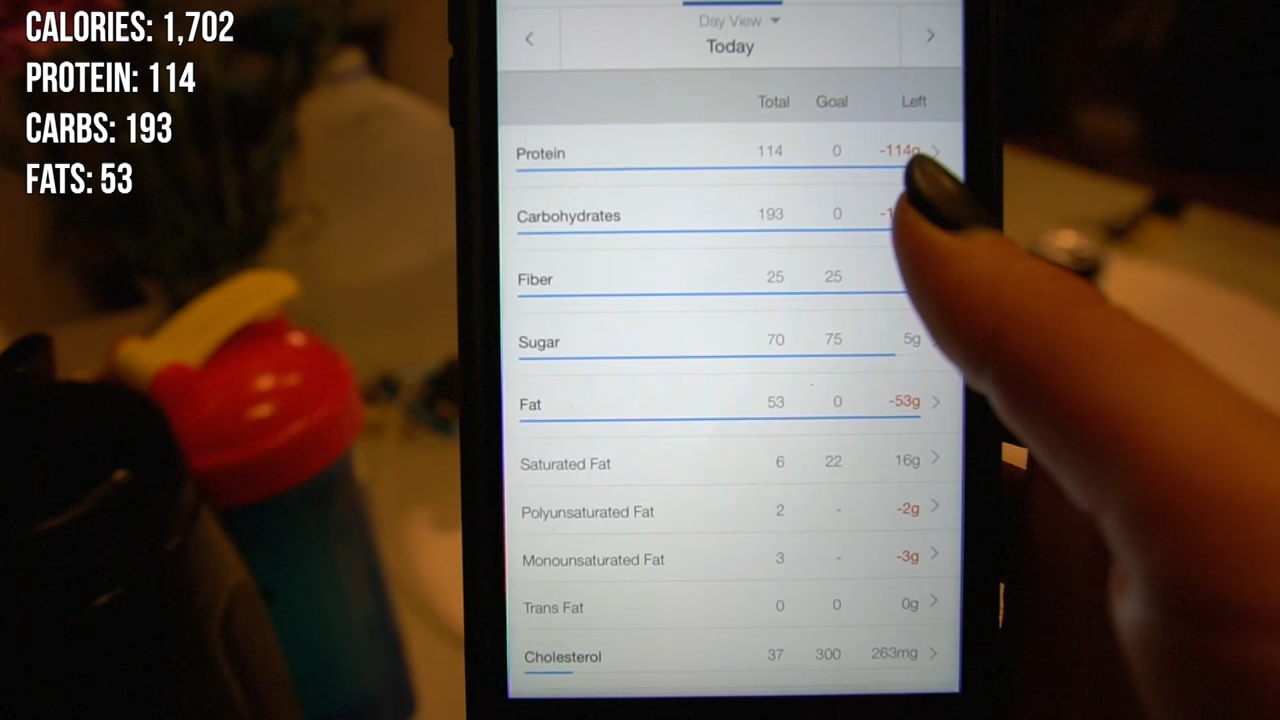 CALORIES: 1,702
PROTEIN: 114
CARBS: 193
FATS: 53
Day View
Today
Total Goal Left
Protein 114 0 -114g
Carbohydrates 193 0
Fiber 25 25
Sugar 70 75 5g
Fat 53 0 -53g
Saturated Fat 6 22 16g
Polyunsaturated Fat 2 - -2g
Monounsaturated Fat 3 - -3g
Trans Fat 0 0 0g
Cholesterol 37 300 263mg